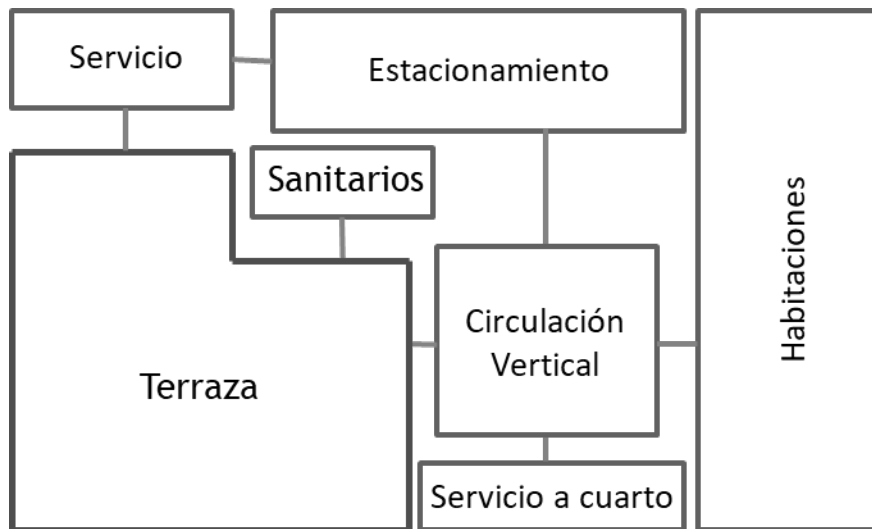 Servicio
Estacionamiento
Sanitarios
Circulación
Vertical
Terraza
Habitaciones
Servicio a cuarto